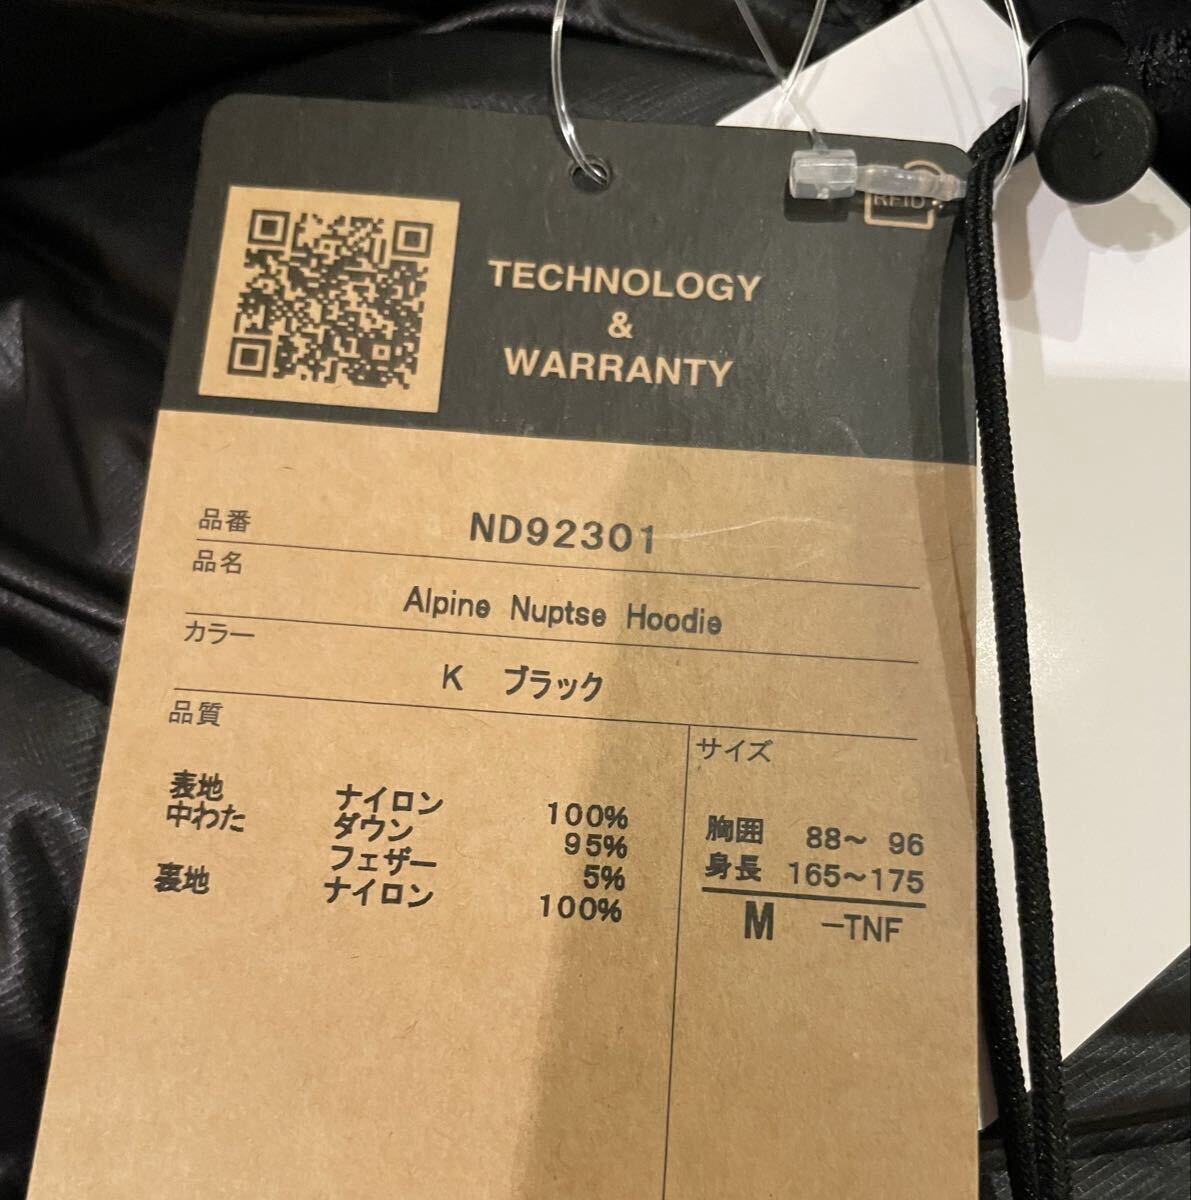 RFID
TECHNOLOGY
&
WARRANTY
品番 ND92301
品名
Alpine Nuptse Hoodie
カラー
K ブラック
品質
サイズ
表地 ナイロン 100%
中わた ダウン 95%
フェザー 5%
裏地 ナイロン 100%
胸囲 88～ 96
身長 165～175
M －TNF